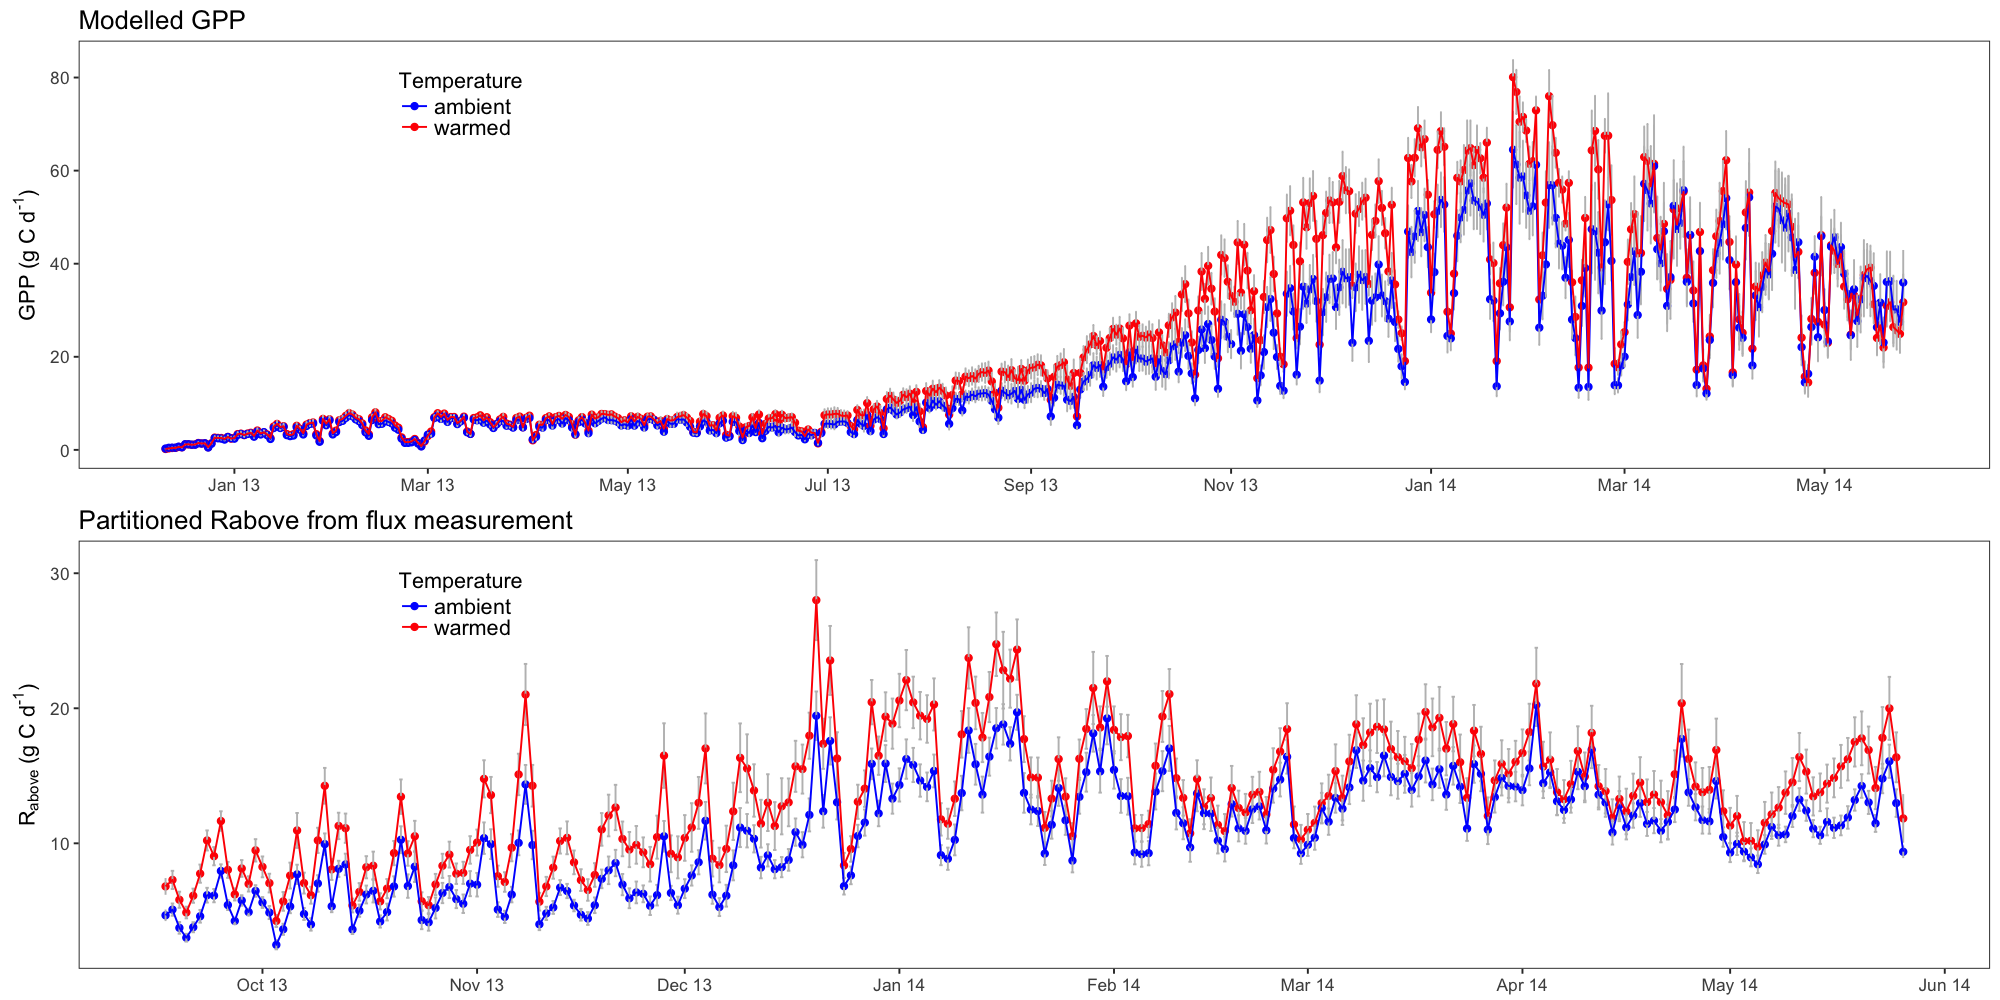 Modelled GPP
Temperature
ambient
warmed
GPP (g C d⁻¹)
80
60
40
20
0
Jan 13 Mar 13 May 13 Jul 13 Sep 13 Nov 13 Jan 14 Mar 14 May 14
Partitioned Rabove from flux measurement
Temperature
ambient
warmed
Rabove (g C d⁻¹)
30
20
10
Oct 13 Nov 13 Dec 13 Jan 14 Feb 14 Mar 14 Apr 14 May 14 Jun 14